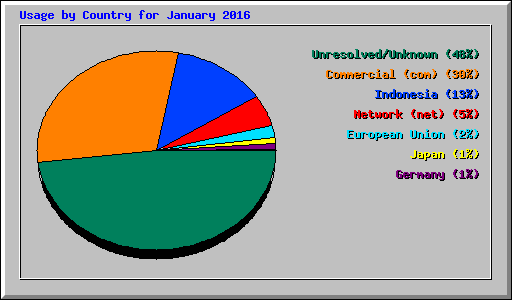 Usage by Country for January 2016
Unresolved/Unknown (48%)
Commercial (com) (30%)
Indonesia (13%)
Network (net) (5%)
European Union (2%)
Japan (1%)
Germany (1%)